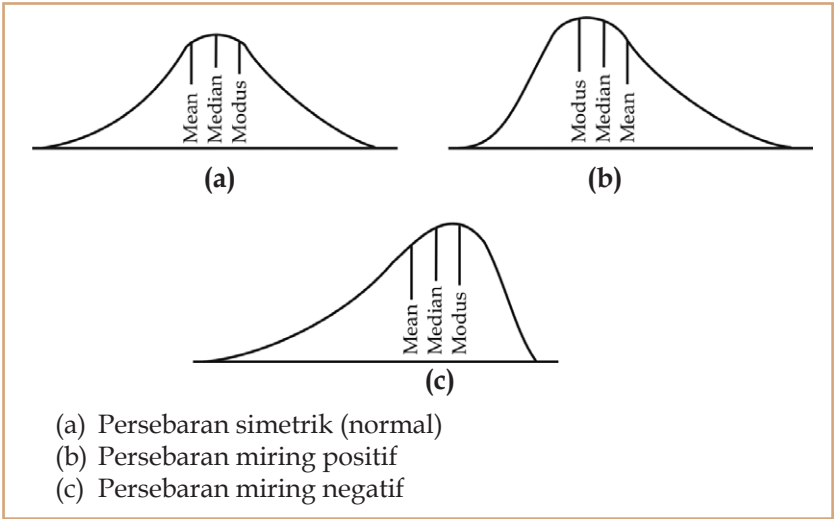 Mean
Median
Modus
(a)
Modus
Median
Mean
(b)
Mean
Median
Modus
(c)
(a) Persebaran simetrik (normal)
(b) Persebaran miring positif
(c) Persebaran miring negatif